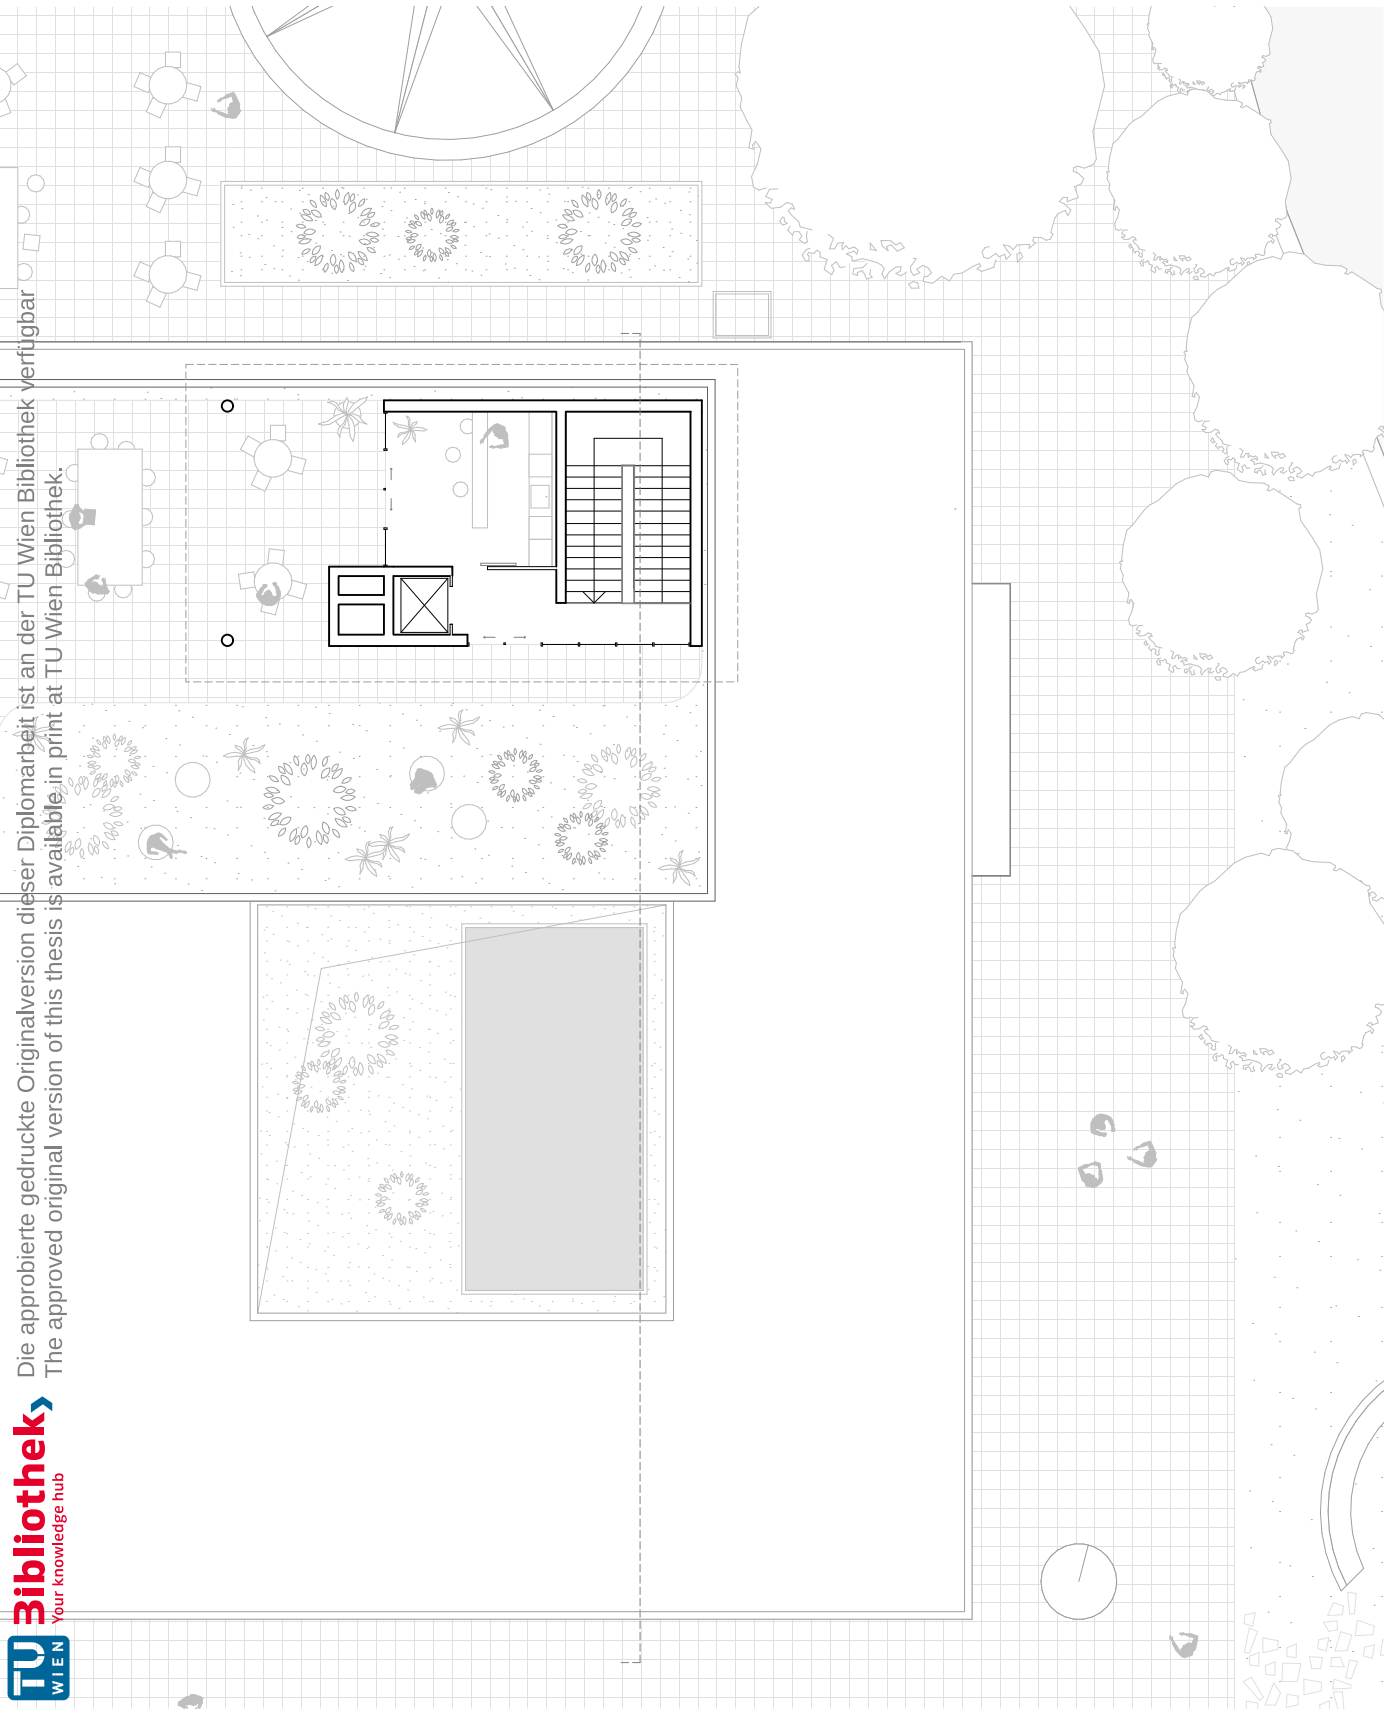 Die approbierte gedruckte Originalversion dieser Diplomarbeit ist an der TU Wien Bibliothek verfügbar
The approved original version of this thesis is available in print at TU Wien Bibliothek.
Bibliothek
Your knowledge hub
TU
WIEN